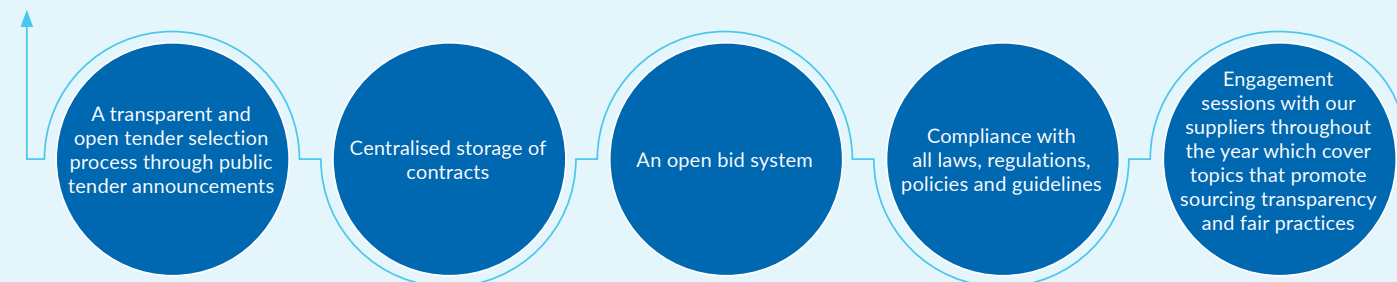 A transparent and
open tender selection
process through public
tender announcements
Centralised storage of
contracts
An open bid system
Compliance with
all laws, regulations,
policies and guidelines
Engagement
sessions with our
suppliers throughout
the year which cover
topics that promote
sourcing transparency
and fair practices